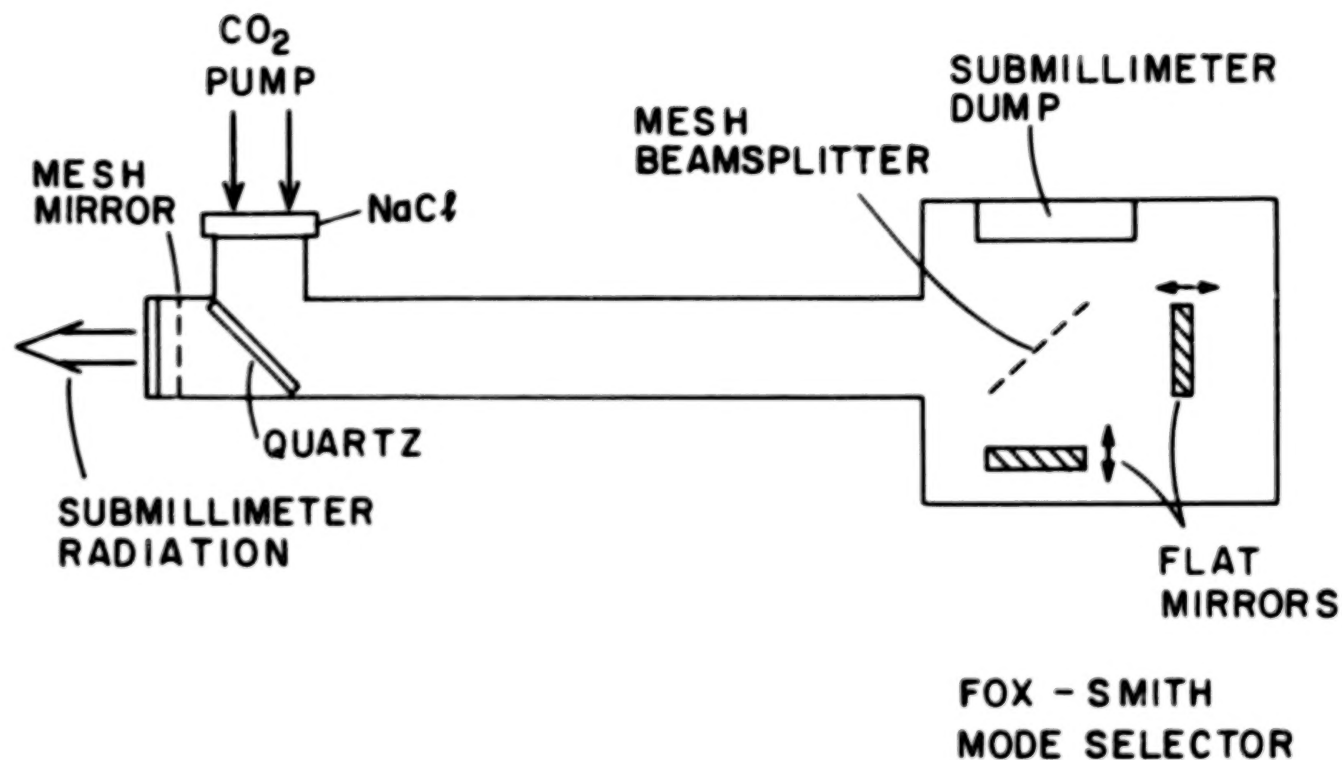 CO2
PUMP
SUBMILLIMETER
DUMP
MESH
BEAMSPLITTER
MESH
MIRROR
NaCl
QUARTZ
SUBMILLIMETER
RADIATION
FLAT
MIRRORS
FOX - SMITH
MODE SELECTOR